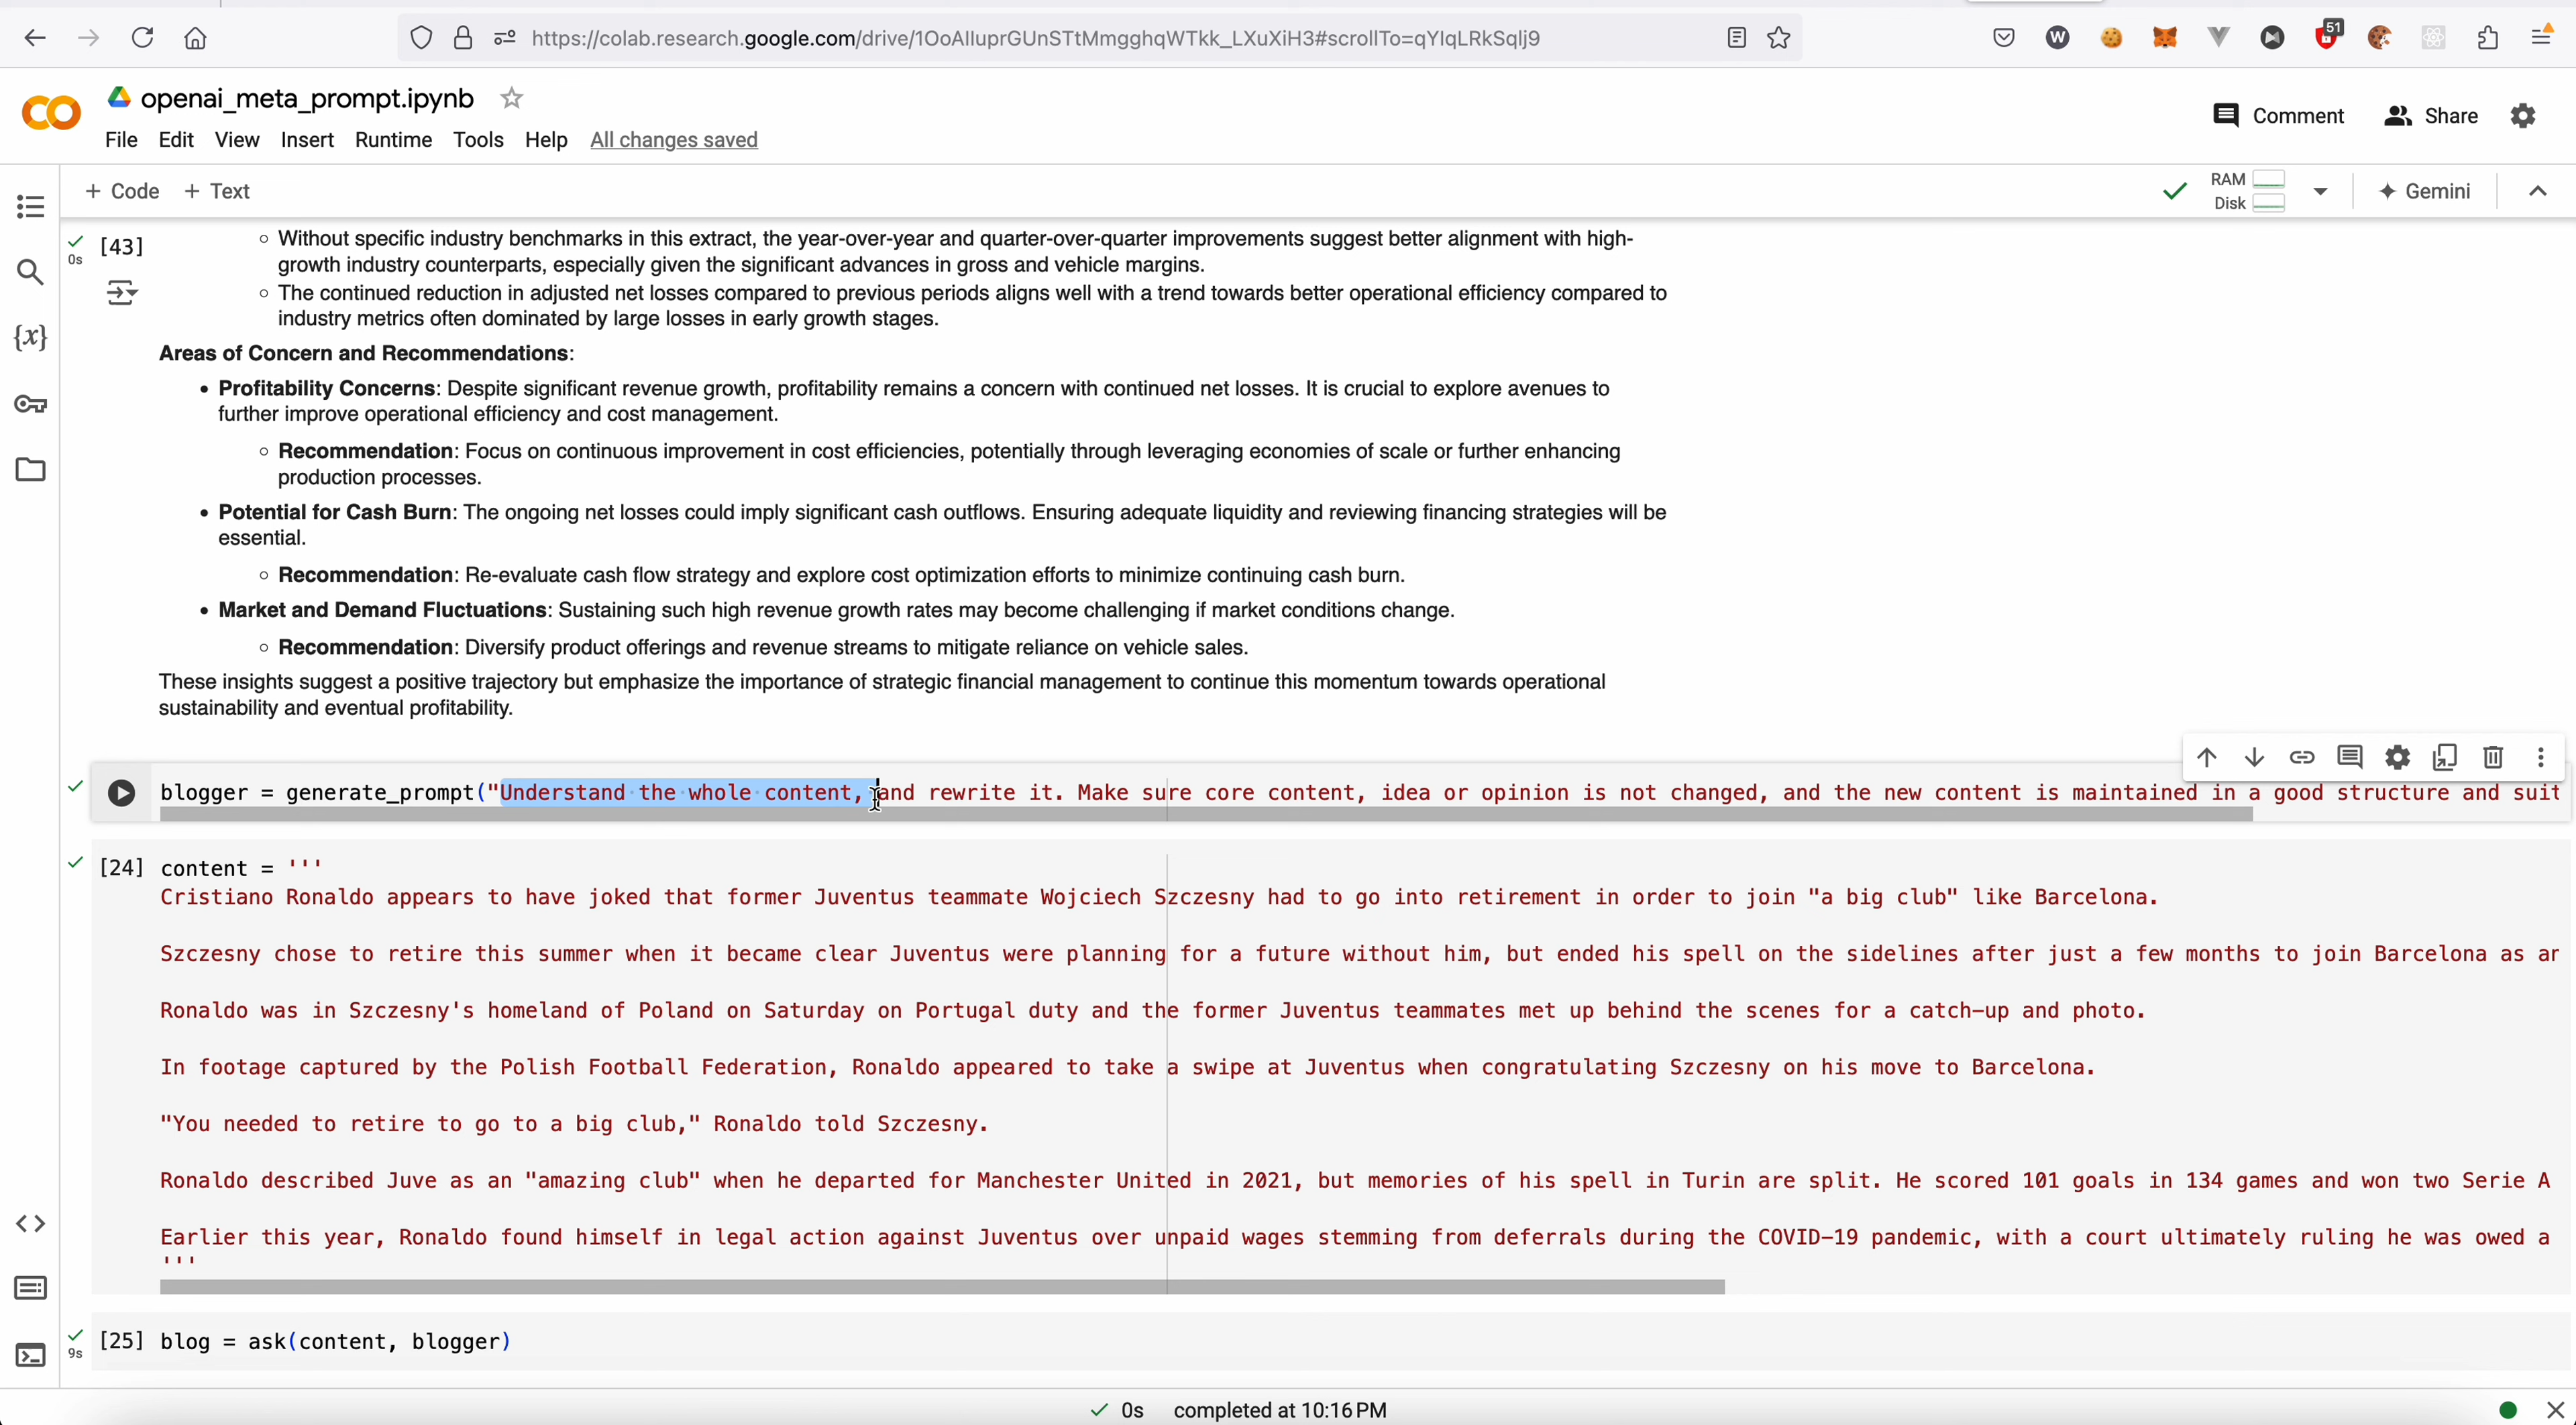 https://colab.research.google.com/drive/1OoAlIuprGUnSTtMmgghqWTkk_LXuXiH3#scrollTo=qYIqLRkSqlj9
51
openai_meta_prompt.ipynb
File Edit View Insert Runtime Tools Help All changes saved
Comment Share
+ Code + Text
RAM
Disk
Gemini
[43]
0s
Without specific industry benchmarks in this extract, the year-over-year and quarter-over-quarter improvements suggest better alignment with high-
growth industry counterparts, especially given the significant advances in gross and vehicle margins.
The continued reduction in adjusted net losses compared to previous periods aligns well with a trend towards better operational efficiency compared to
industry metrics often dominated by large losses in early growth stages.
Areas of Concern and Recommendations:
Profitability Concerns: Despite significant revenue growth, profitability remains a concern with continued net losses. It is crucial to explore avenues to
further improve operational efficiency and cost management.
Recommendation: Focus on continuous improvement in cost efficiencies, potentially through leveraging economies of scale or further enhancing
production processes.
Potential for Cash Burn: The ongoing net losses could imply significant cash outflows. Ensuring adequate liquidity and reviewing financing strategies will be
essential.
Recommendation: Re-evaluate cash flow strategy and explore cost optimization efforts to minimize continuing cash burn.
Market and Demand Fluctuations: Sustaining such high revenue growth rates may become challenging if market conditions change.
Recommendation: Diversify product offerings and revenue streams to mitigate reliance on vehicle sales.
These insights suggest a positive trajectory but emphasize the importance of strategic financial management to continue this momentum towards operational
sustainability and eventual profitability.
blogger = generate_prompt("Understand the whole content, and rewrite it. Make sure core content, idea or opinion is not changed, and the new content is maintained in a good structure and suit
[24] content = '''
Cristiano Ronaldo appears to have joked that former Juventus teammate Wojciech Szczesny had to go into retirement in order to join "a big club" like Barcelona.
Szczesny chose to retire this summer when it became clear Juventus were planning for a future without him, but ended his spell on the sidelines after just a few months to join Barcelona as
Ronaldo was in Szczesny's homeland of Poland on Saturday on Portugal duty and the former Juventus teammates met up behind the scenes for a catch-up and photo.
In footage captured by the Polish Football Federation, Ronaldo appeared to take a swipe at Juventus when congratulating Szczesny on his move to Barcelona.
"You needed to retire to go to a big club," Ronaldo told Szczesny.
Ronaldo described Juve as an "amazing club" when he departed for Manchester United in 2021, but memories of his spell in Turin are split. He scored 101 goals in 134 games and won two Serie A
Earlier this year, Ronaldo found himself in legal action against Juventus over unpaid wages stemming from deferrals during the COVID-19 pandemic, with a court ultimately ruling he was owed a
'''
[25] blog = ask(content, blogger)
9s
0s completed at 10:16 PM